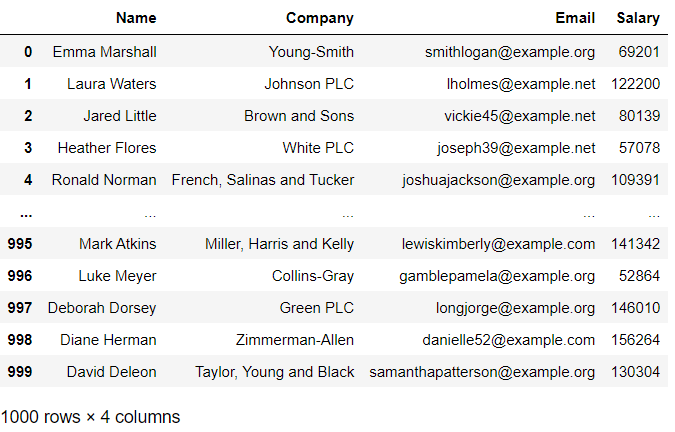 Name Company Email Salary
0 Emma Marshall Young-Smith smithlogan@example.org 69201
1 Laura Waters Johnson PLC lholmes@example.net 122200
2 Jared Little Brown and Sons vickie45@example.net 80139
3 Heather Flores White PLC joseph39@example.net 57078
4 Ronald Norman French, Salinas and Tucker joshuajackson@example.org 109391
... ... ... ... ...
995 Mark Atkins Miller, Harris and Kelly lewiskimberly@example.com 141342
996 Luke Meyer Collins-Gray gamblepamela@example.org 52864
997 Deborah Dorsey Green PLC longjorge@example.org 146010
998 Diane Herman Zimmerman-Allen danielle52@example.com 156264
999 David Deleon Taylor, Young and Black samanthapatterson@example.org 130304
1000 rows × 4 columns